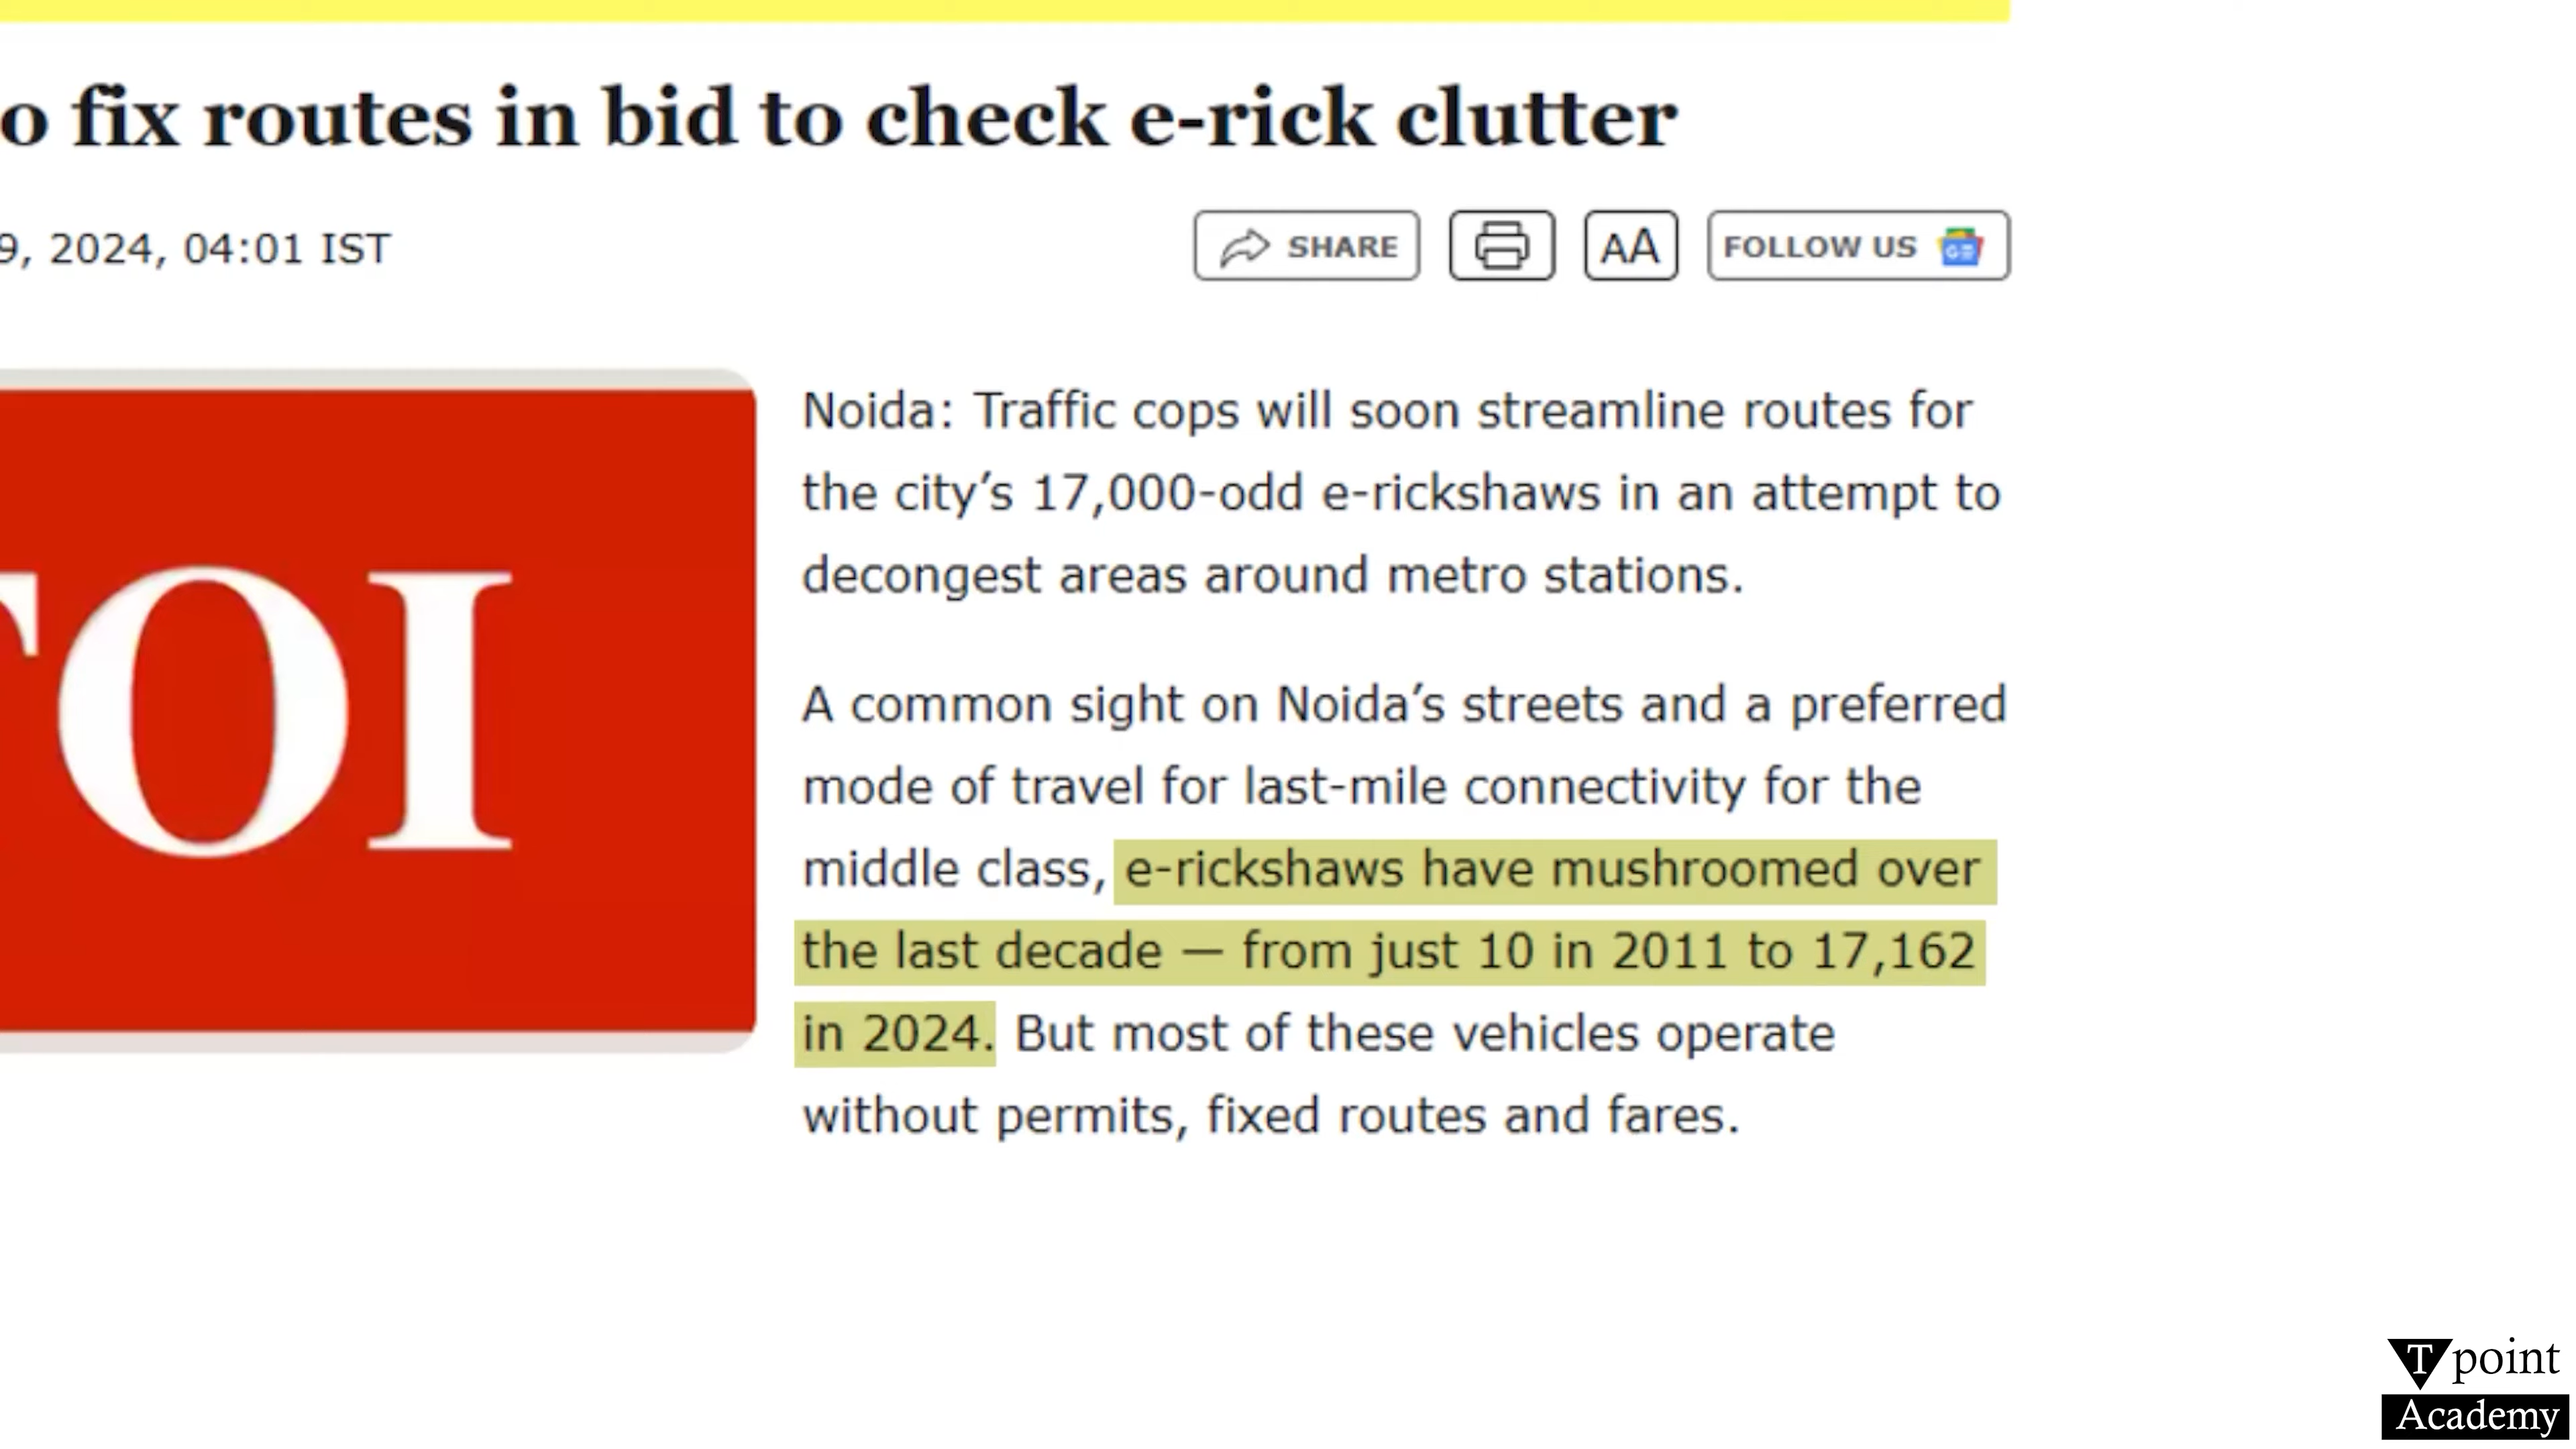 o fix routes in bid to check e-rick clutter
9, 2024, 04:01 IST
SHARE
AA
FOLLOW US
GE
TOI
Noida: Traffic cops will soon streamline routes for
the city’s 17,000-odd e-rickshaws in an attempt to
decongest areas around metro stations.
A common sight on Noida’s streets and a preferred
mode of travel for last-mile connectivity for the
middle class, e-rickshaws have mushroomed over
the last decade — from just 10 in 2011 to 17,162
in 2024. But most of these vehicles operate
without permits, fixed routes and fares.
T point
Academy